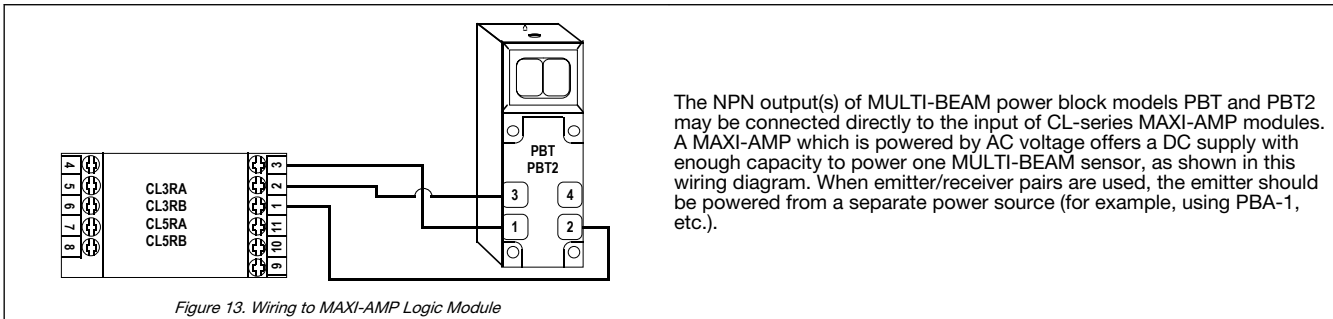 PBT
PBT2
3 4
1 2
4
5
6
7
8
CL3RA
CL3RB
CL5RA
CL5RB
3
2
1
11
10
9
Figure 13. Wiring to MAXI-AMP Logic Module
The NPN output(s) of MULTI-BEAM power block models PBT and PBT2
may be connected directly to the input of CL-series MAXI-AMP modules.
A MAXI-AMP which is powered by AC voltage offers a DC supply with
enough capacity to power one MULTI-BEAM sensor, as shown in this
wiring diagram. When emitter/receiver pairs are used, the emitter should
be powered from a separate power source (for example, using PBA-1,
etc.).